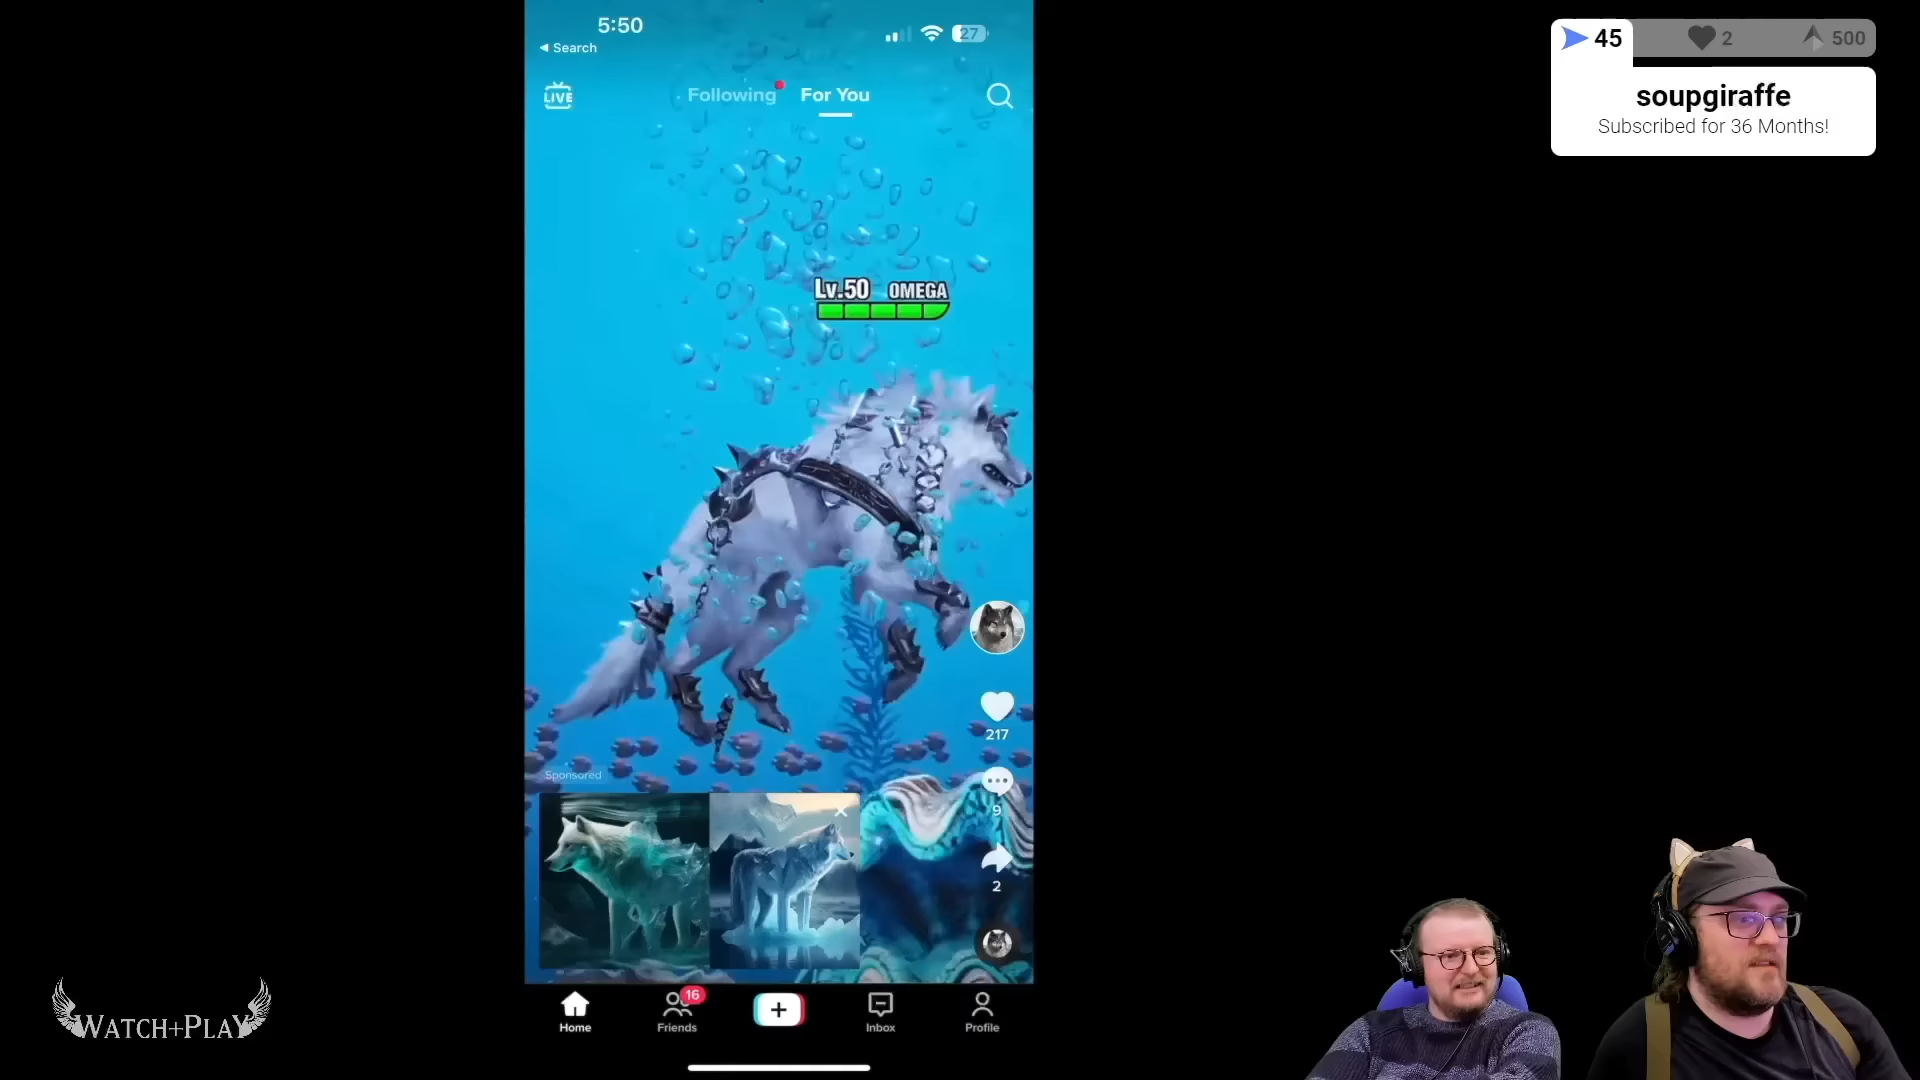 5:50
27
Search
LIVE
Following
For You
Lv.50 OMEGA
217
Sponsored
9
2
16
Home
Friends
Inbox
Profile
45
2
500
soupgiraffe
Subscribed for 36 Months!
WATCH+PLAY